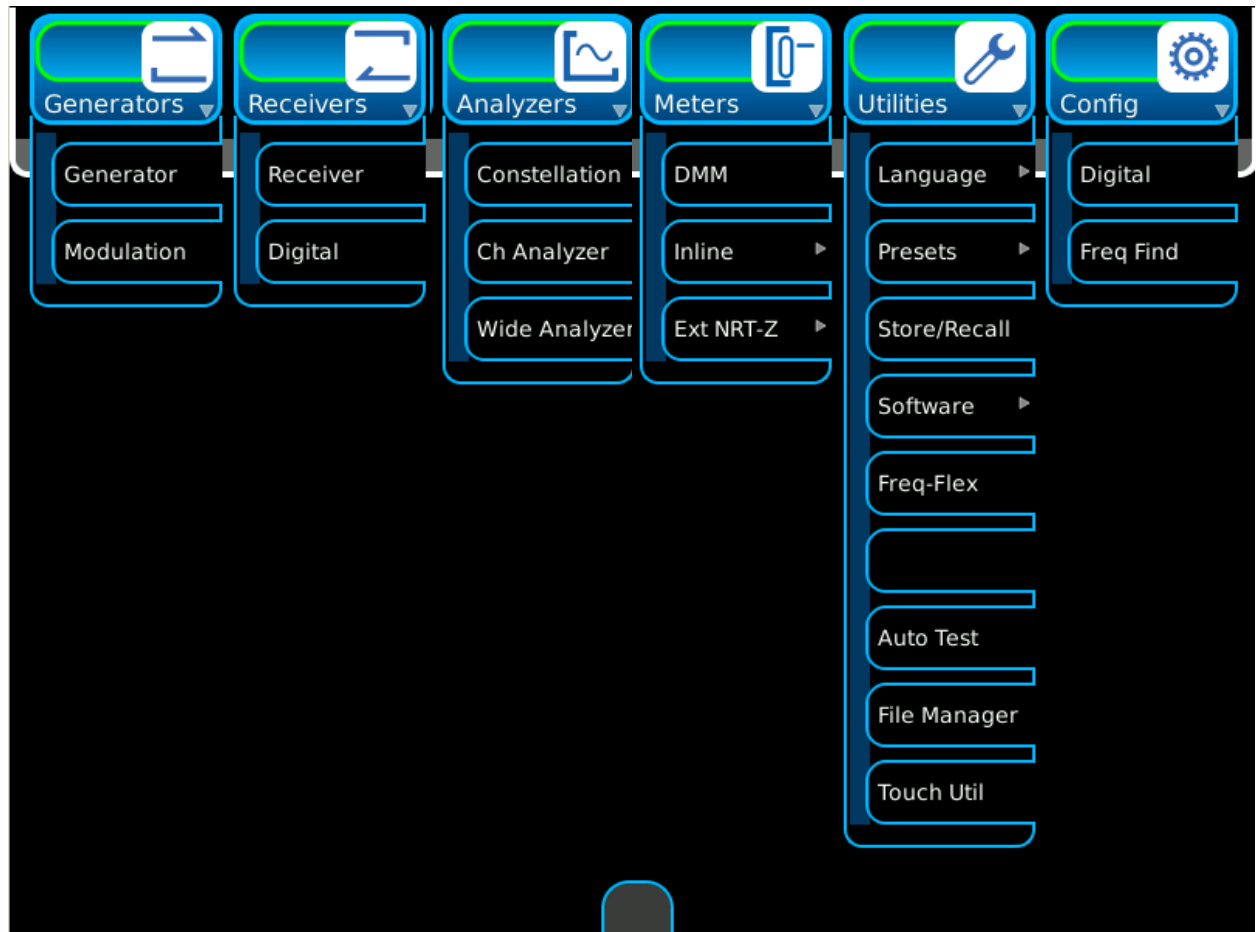 Generators
Receivers
Analyzers
Meters
Utilities
Config
Generator
Receiver
Constellation
DMM
Language
Digital
Modulation
Digital
Ch Analyzer
Inline
Presets
Freq Find
Wide Analyzer
Ext NRT-Z
Store/Recall
Software
Freq-Flex
Auto Test
File Manager
Touch Util